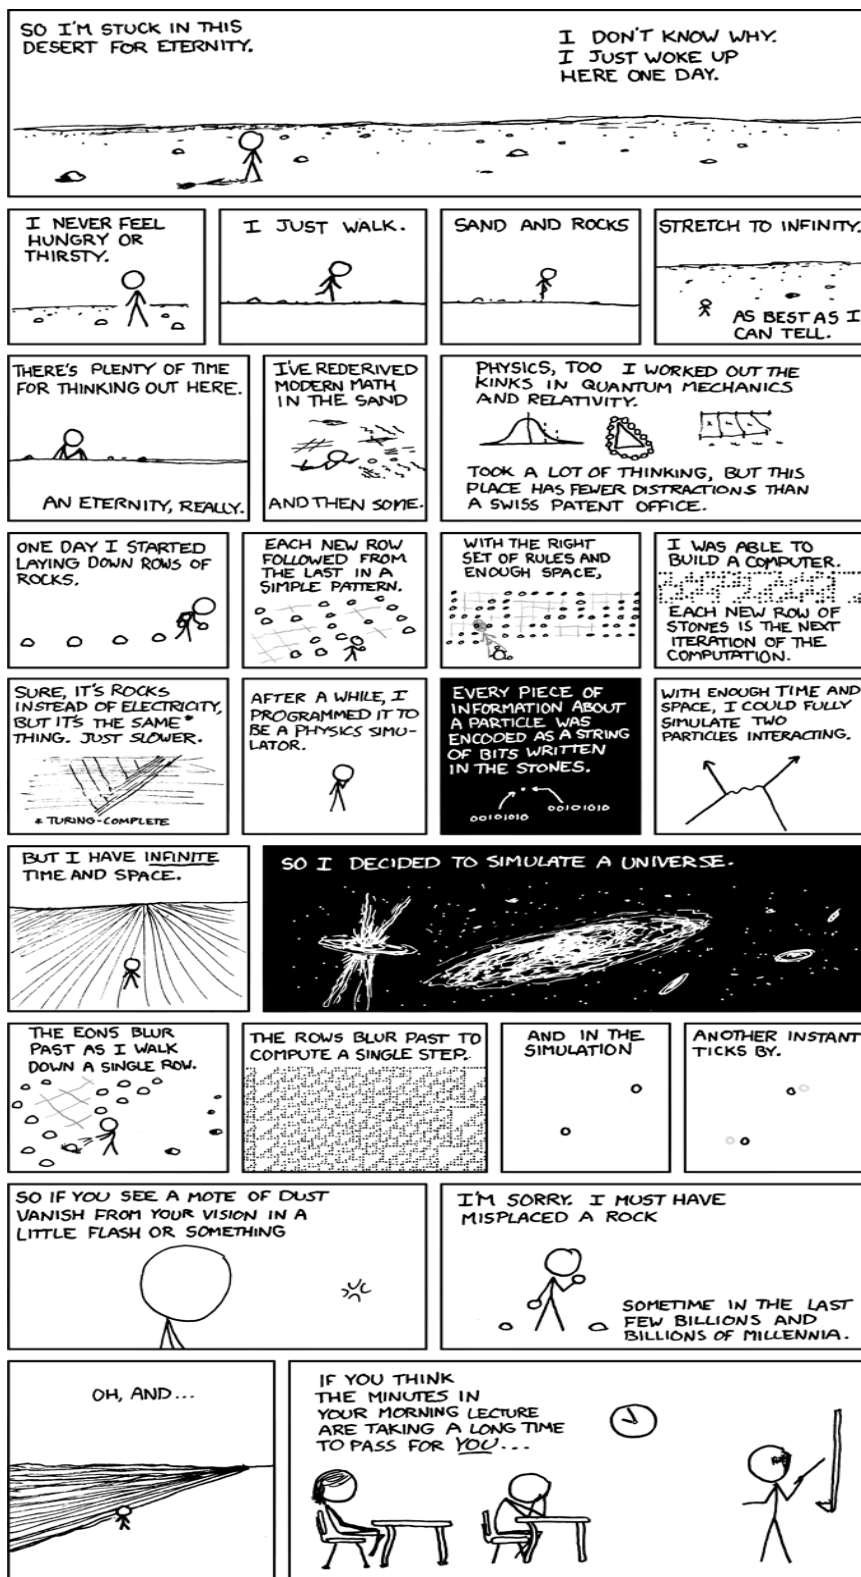 SO I'M STUCK IN THIS
DESERT FOR ETERNITY.
I DON'T KNOW WHY.
I JUST WOKE UP
HERE ONE DAY.
I NEVER FEEL
HUNGRY OR
THIRSTY.
I JUST WALK.
SAND AND ROCKS
STRETCH TO INFINITY.
AS BEST AS I
CAN TELL.
THERE'S PLENTY OF TIME
FOR THINKING OUT HERE.
AN ETERNITY, REALLY.
I'VE REDERIVED
MODERN MATH
IN THE SAND
AND THEN SOME.
PHYSICS, TOO I WORKED OUT THE
KINKS IN QUANTUM MECHANICS
AND RELATIVITY.
TOOK A LOT OF THINKING, BUT THIS
PLACE HAS FEWER DISTRACTIONS THAN
A SWISS PATENT OFFICE.
ONE DAY I STARTED
LAYING DOWN ROWS OF
ROCKS.
EACH NEW ROW
FOLLOWED FROM
THE LAST IN A
SIMPLE PATTERN.
WITH THE RIGHT
SET OF RULES AND
ENOUGH SPACE,
I WAS ABLE TO
BUILD A COMPUTER.
EACH NEW ROW OF
STONES IS THE NEXT
ITERATION OF THE
COMPUTATION.
SURE, IT'S ROCKS
INSTEAD OF ELECTRICITY,
BUT IT'S THE SAME*
THING. JUST SLOWER.
* TURING-COMPLETE
AFTER A WHILE, I
PROGRAMMED IT TO
BE A PHYSICS SIMU-
LATOR.
EVERY PIECE OF
INFORMATION ABOUT
A PARTICLE WAS
ENCODED AS A STRING
OF BITS WRITTEN
IN THE STONES.
00101010
00101010
WITH ENOUGH TIME AND
SPACE, I COULD FULLY
SIMULATE TWO
PARTICLES INTERACTING.
BUT I HAVE INFINITE
TIME AND SPACE.
SO I DECIDED TO SIMULATE A UNIVERSE.
THE EONS BLUR
PAST AS I WALK
DOWN A SINGLE ROW.
THE ROWS BLUR PAST TO
COMPUTE A SINGLE STEP.
AND IN THE
SIMULATION
ANOTHER INSTANT
TICKS BY.
SO IF YOU SEE A MOTE OF DUST
VANISH FROM YOUR VISION IN A
LITTLE FLASH OR SOMETHING
I'M SORRY. I MUST HAVE
MISPLACED A ROCK
SOMETIME IN THE LAST
FEW BILLIONS AND
BILLIONS OF MILLENNIA.
OH, AND...
IF YOU THINK
THE MINUTES IN
YOUR MORNING LECTURE
ARE TAKING A LONG TIME
TO PASS FOR YOU...